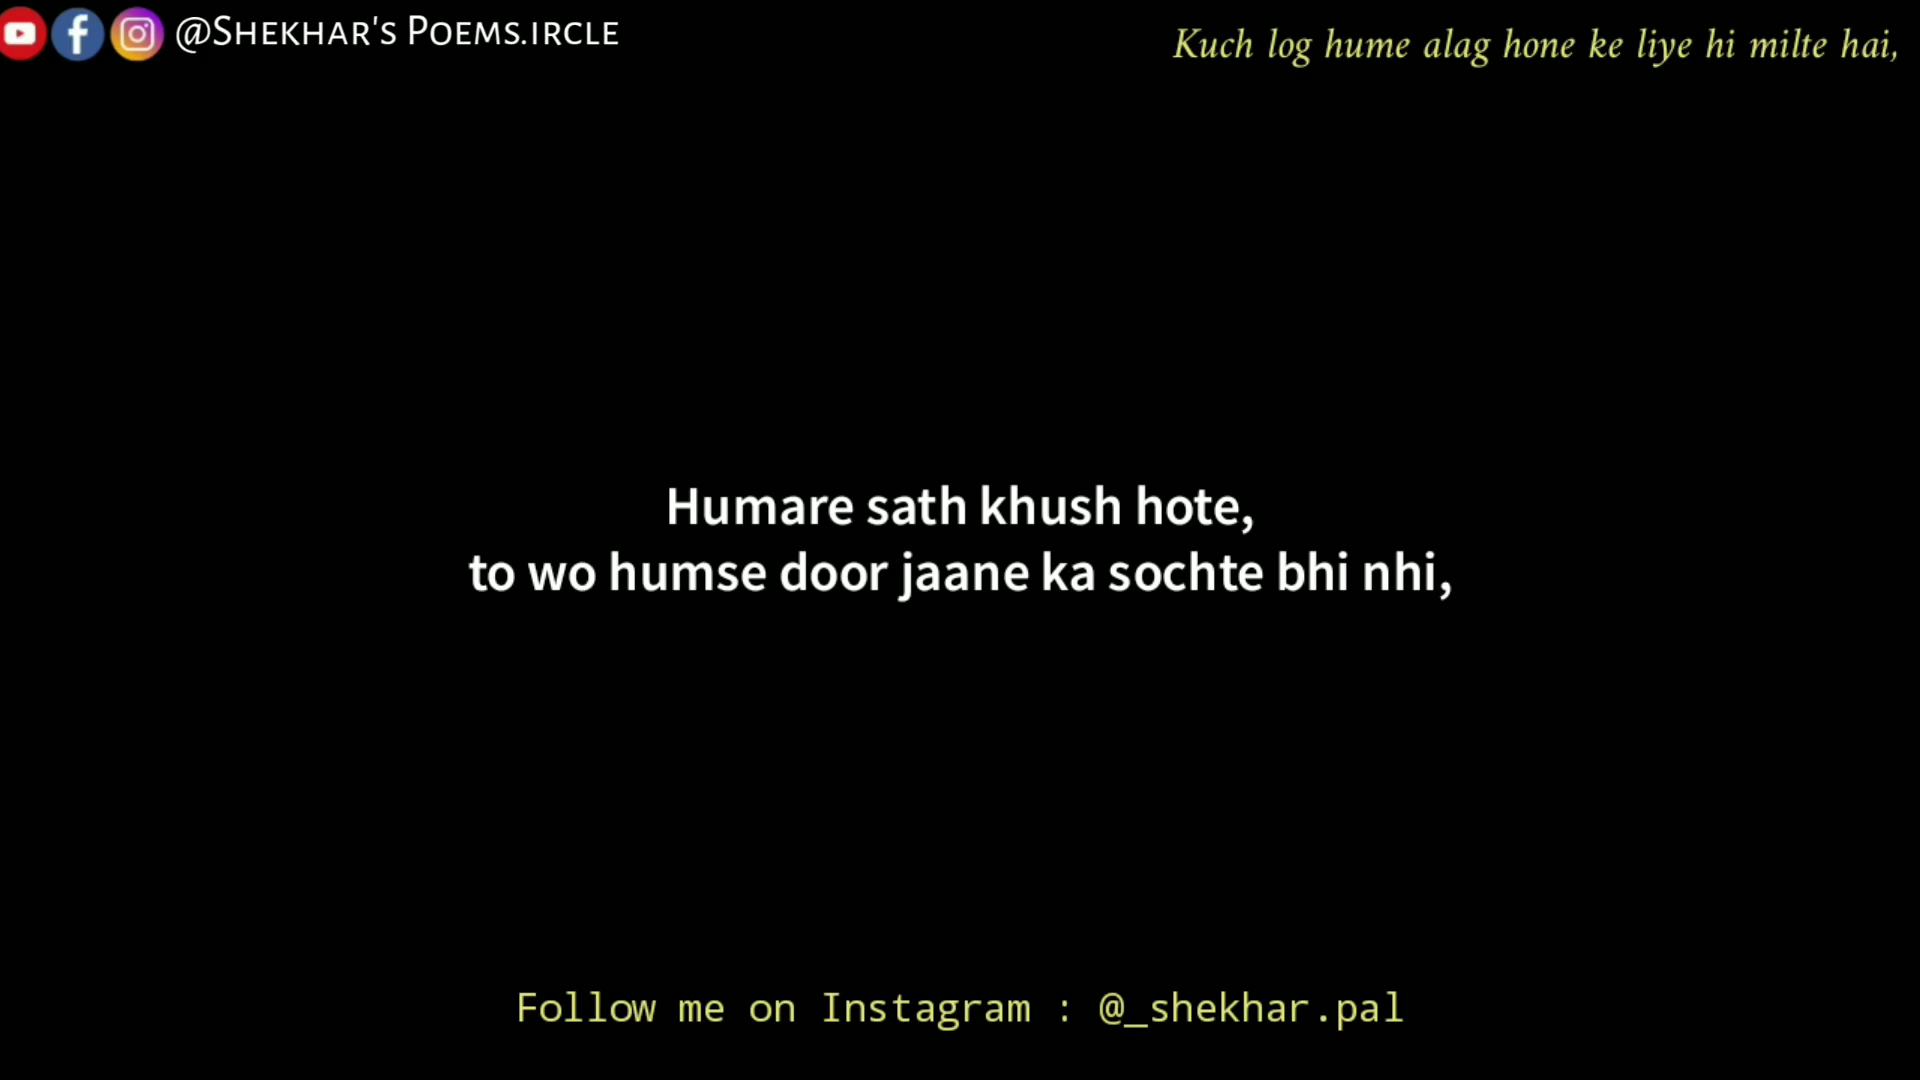 @Shekhar's Poems.ircle
Kuch log hume alag hone ke liye hi milte hai,
Humare sath khush hote,
to wo humse door jaane ka sochte bhi nhi,
Follow me on Instagram : @_shekhar.pal